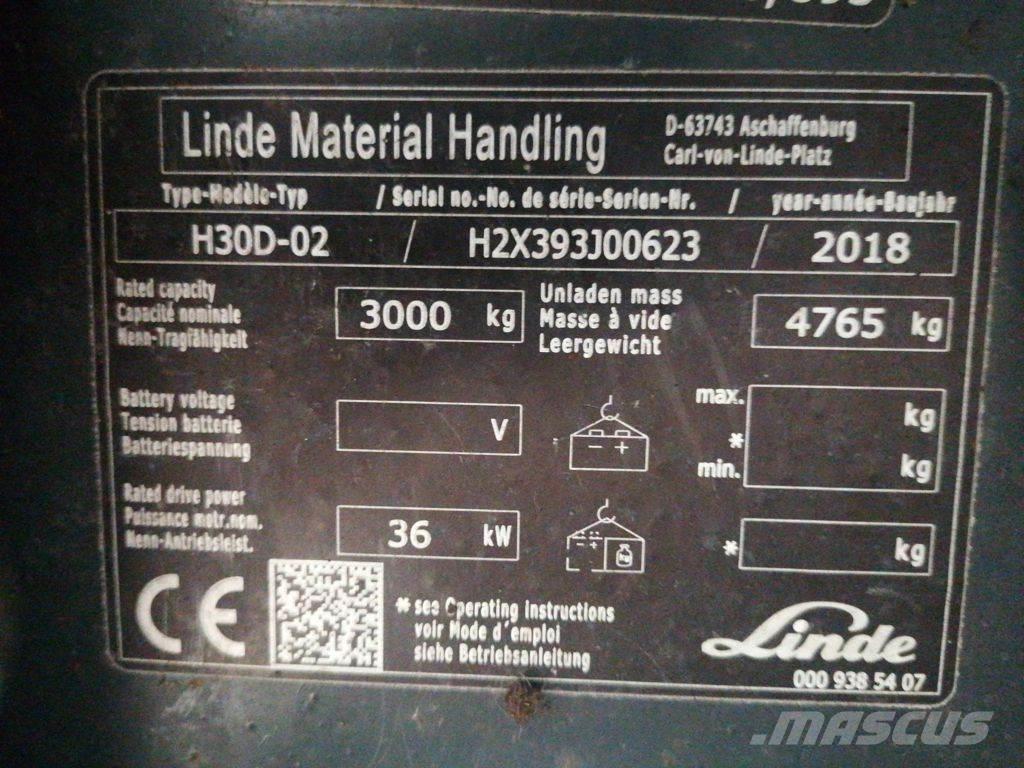 Linde Material Handling
D-63743 Aschaffenburg
Carl-von-Linde-Platz
Type-Modèle-Typ / Serial no.-No. de série-Serien-Nr. / year-année-Baujahr
H30D-02 / H2X393J00623 / 2018
Rated capacity
Capacité nominale
Nenn-Tragfähigkeit
3000 kg
Unladen mass
Masse à vide
Leergewicht
4765 kg
Battery voltage
Tension batterie
Batteriespannung
V
- +
max. kg
*
min. kg
Rated drive power
Puissance motr.nom.
Nenn-Antriebsleist.
36 kW
- +
kg
* kg
CE
* see Operating instructions
voir Mode d'emploi
siehe Betriebsanleitung
Linde
000 938 54 07
MASCUS